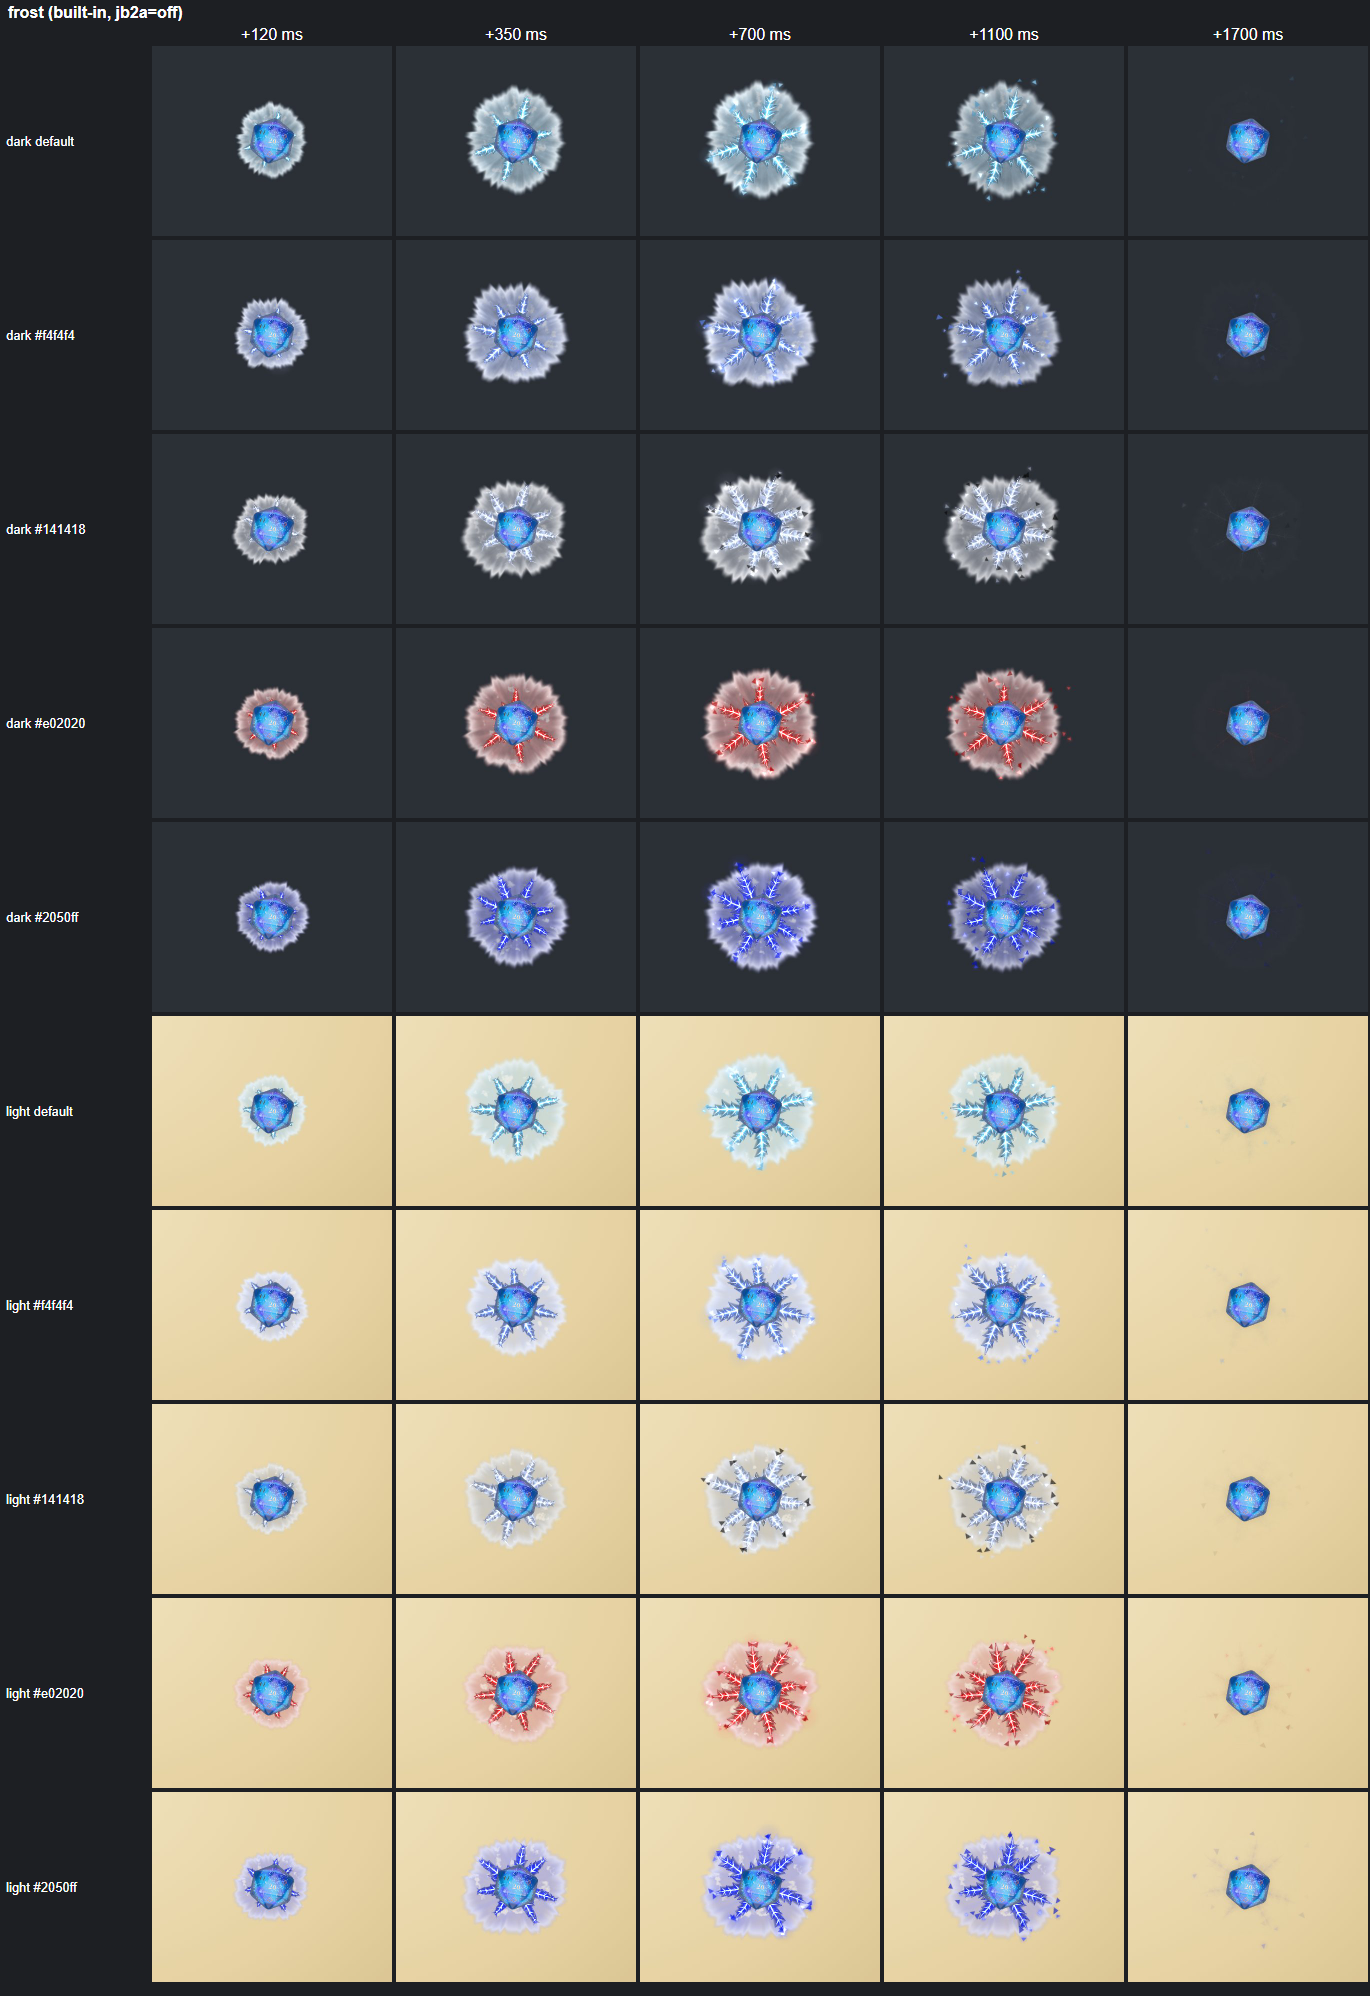 frost (built-in, jb2a=off)
+120 ms +350 ms +700 ms +1100 ms +1700 ms
dark default
dark #f4f4f4
dark #141418
dark #e02020
dark #2050ff
light default
light #f4f4f4
light #141418
light #e02020
light #2050ff